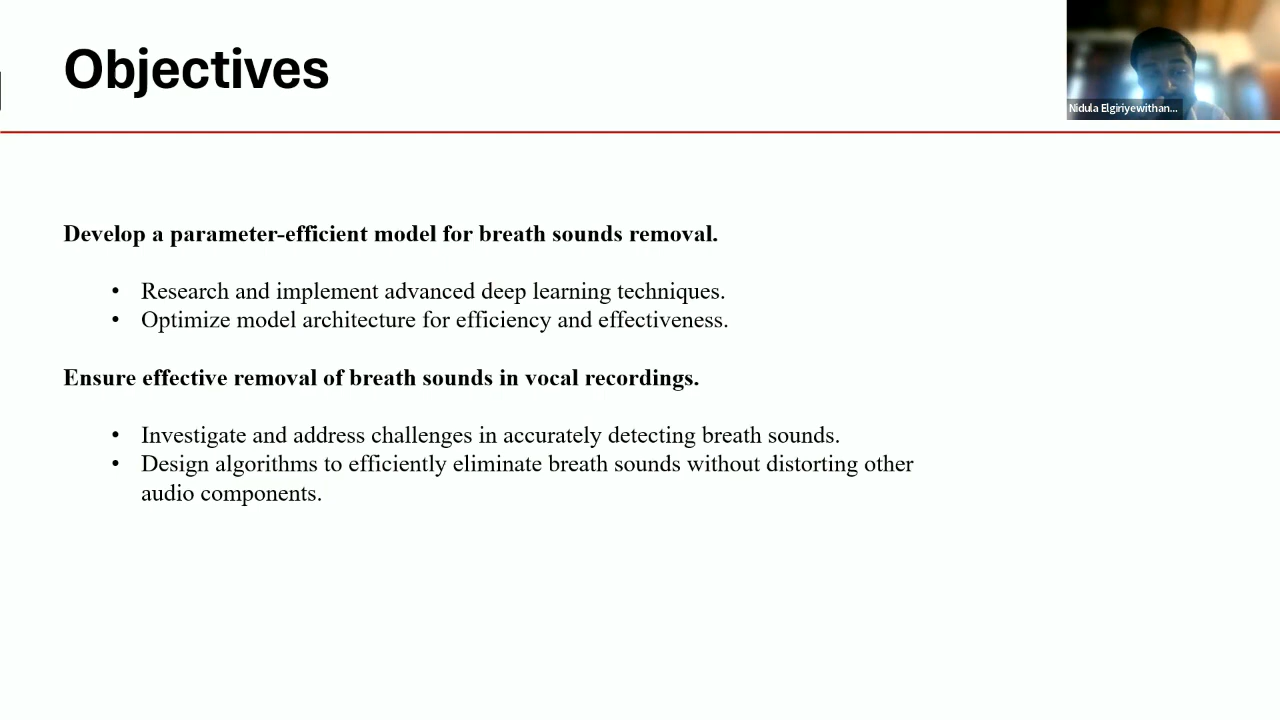 Objectives
Nidula Elgiriyewithan...
Develop a parameter-efficient model for breath sounds removal.
• Research and implement advanced deep learning techniques.
• Optimize model architecture for efficiency and effectiveness.
Ensure effective removal of breath sounds in vocal recordings.
• Investigate and address challenges in accurately detecting breath sounds.
• Design algorithms to efficiently eliminate breath sounds without distorting other
audio components.